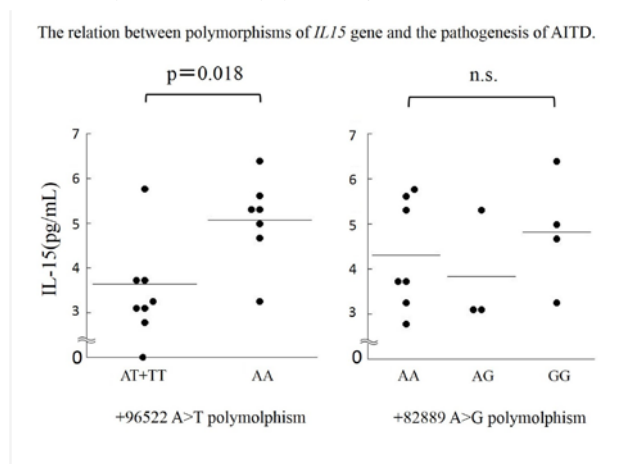 The relation between polymorphisms of IL15 gene and the pathogenesis of AITD.
p=0.018
n.s.
IL-15(pg/mL)
7
6
5
4
3
0
AT+TT AA
+96522 A>T polymolphism
7
6
5
4
3
0
AA AG GG
+82889 A>G polymolphism